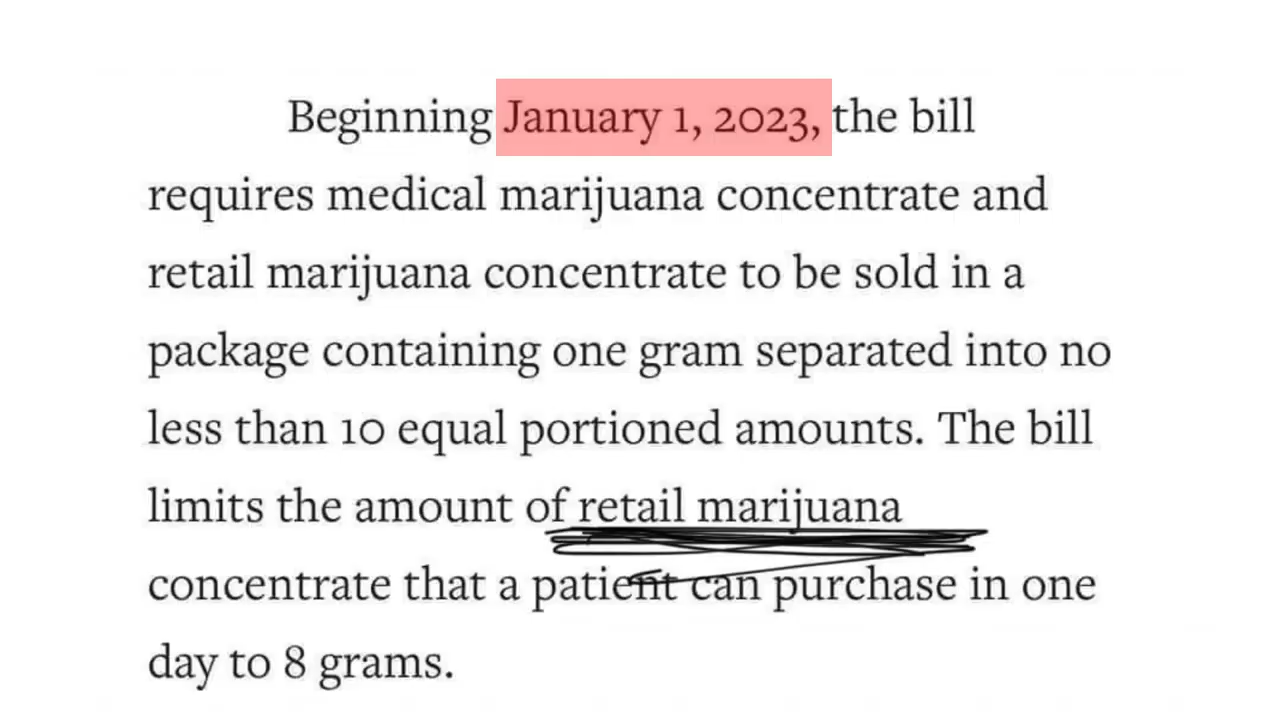 Beginning January 1, 2023, the bill
requires medical marijuana concentrate and
retail marijuana concentrate to be sold in a
package containing one gram separated into no
less than 10 equal portioned amounts. The bill
limits the amount of retail marijuana
concentrate that a patient can purchase in one
day to 8 grams.